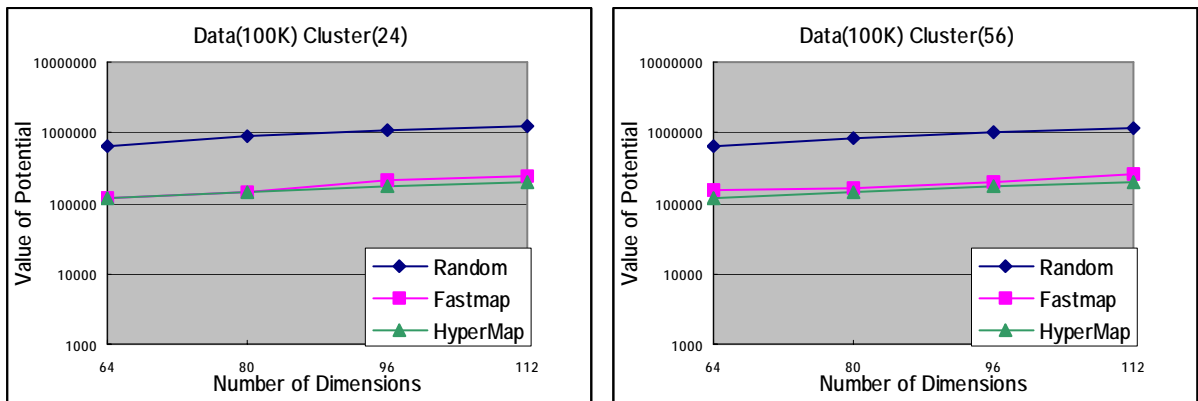 Data(100K) Cluster(24)
Value of Potential
10000000
1000000
100000
10000
1000
Random
Fastmap
HyperMap
64 80 96 112
Number of Dimensions
Data(100K) Cluster(56)
Value of Potential
10000000
1000000
100000
10000
1000
Random
Fastmap
HyperMap
64 80 96 112
Number of Dimensions